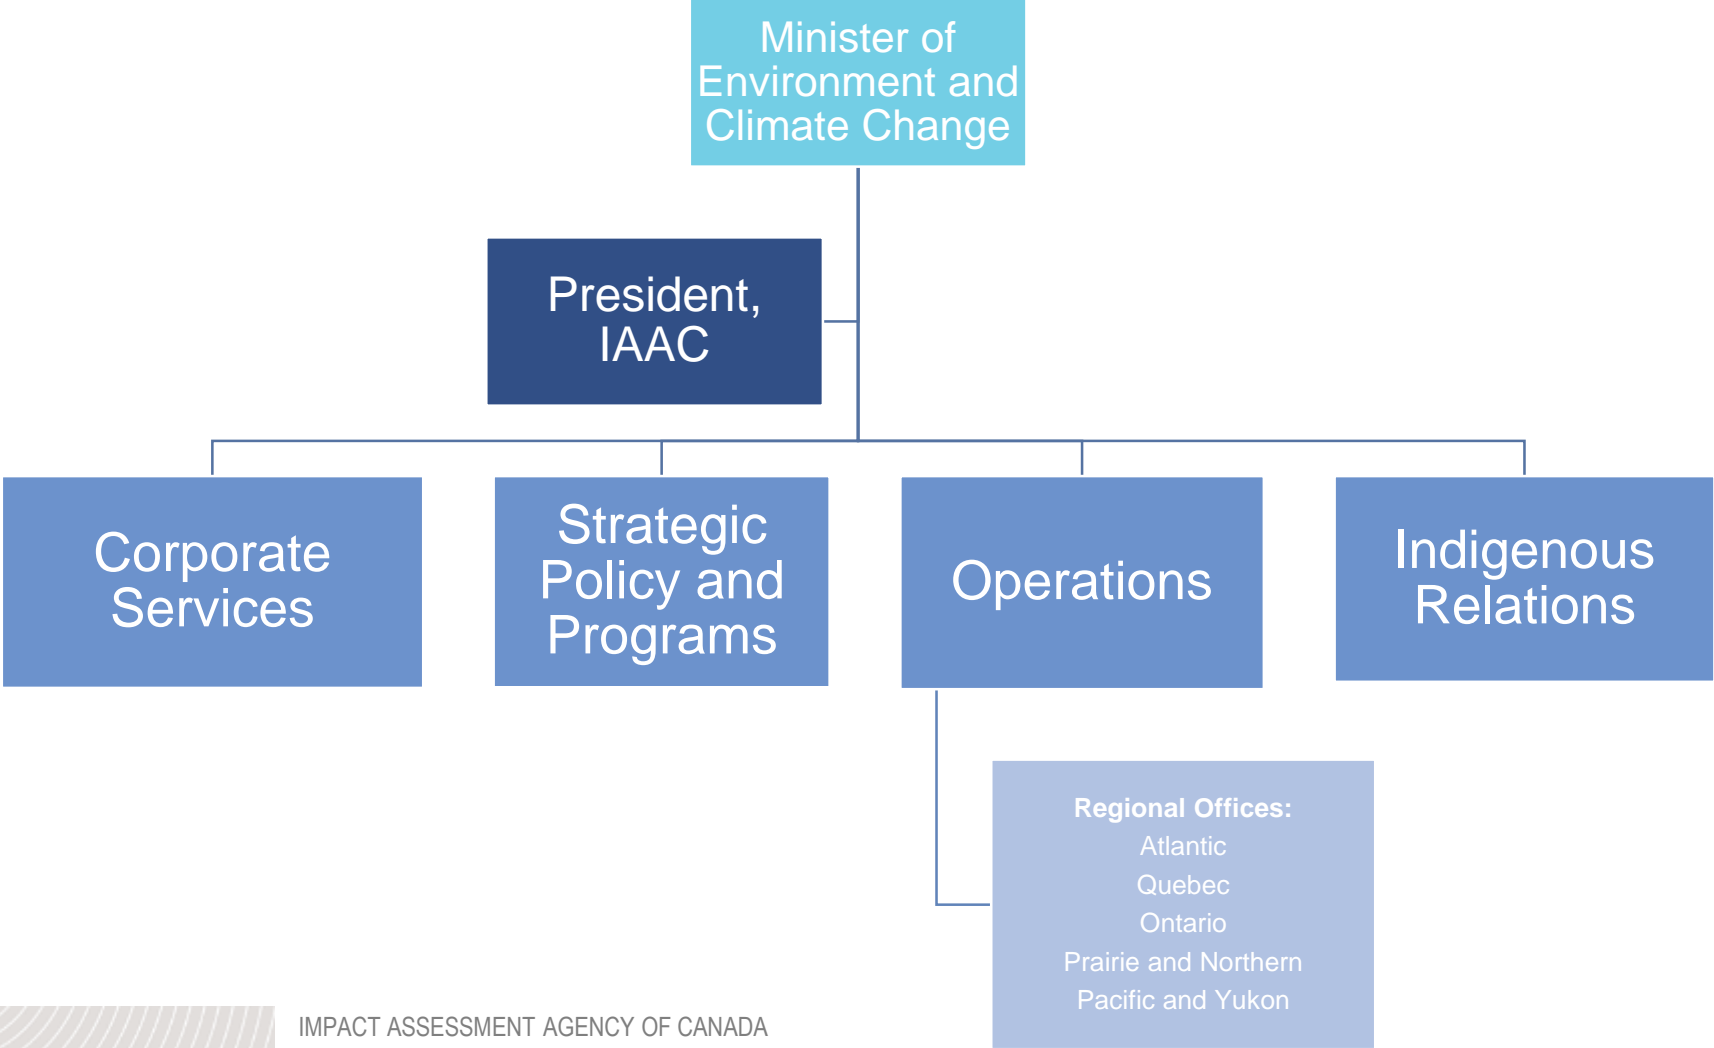 Minister of
Environment and
Climate Change
President,
IAAC
Corporate
Services
Strategic
Policy and
Programs
Operations
Indigenous
Relations
Regional Offices:
Atlantic
Quebec
Ontario
Prairie and Northern
Pacific and Yukon
IMPACT ASSESSMENT AGENCY OF CANADA